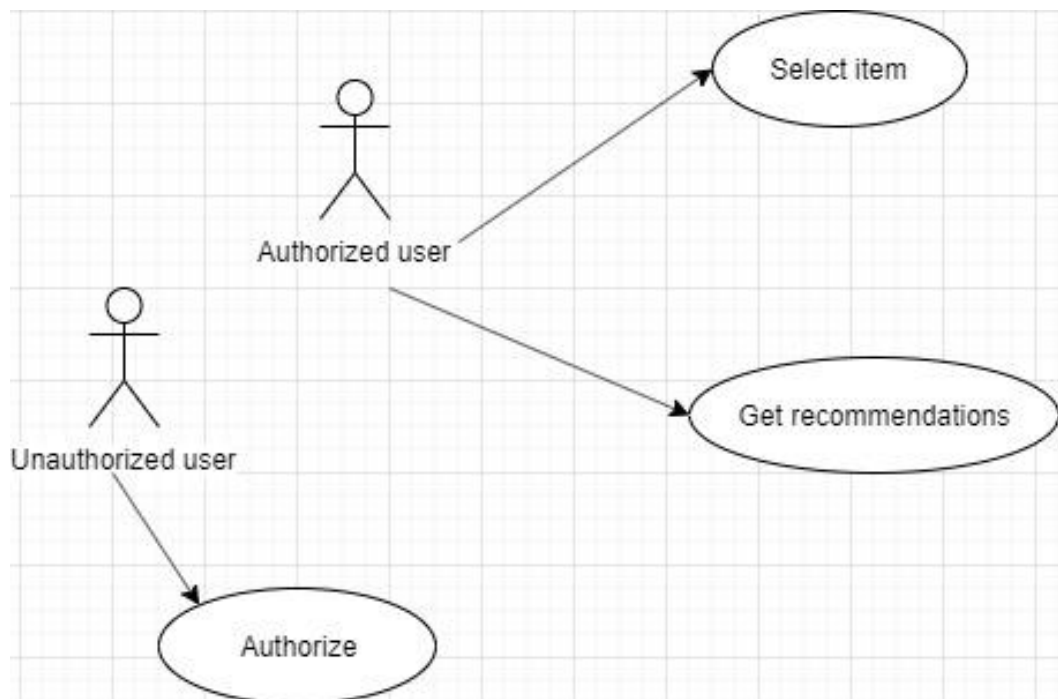 Select item
Authorized user
Get recommendations
Unauthorized user
Authorize